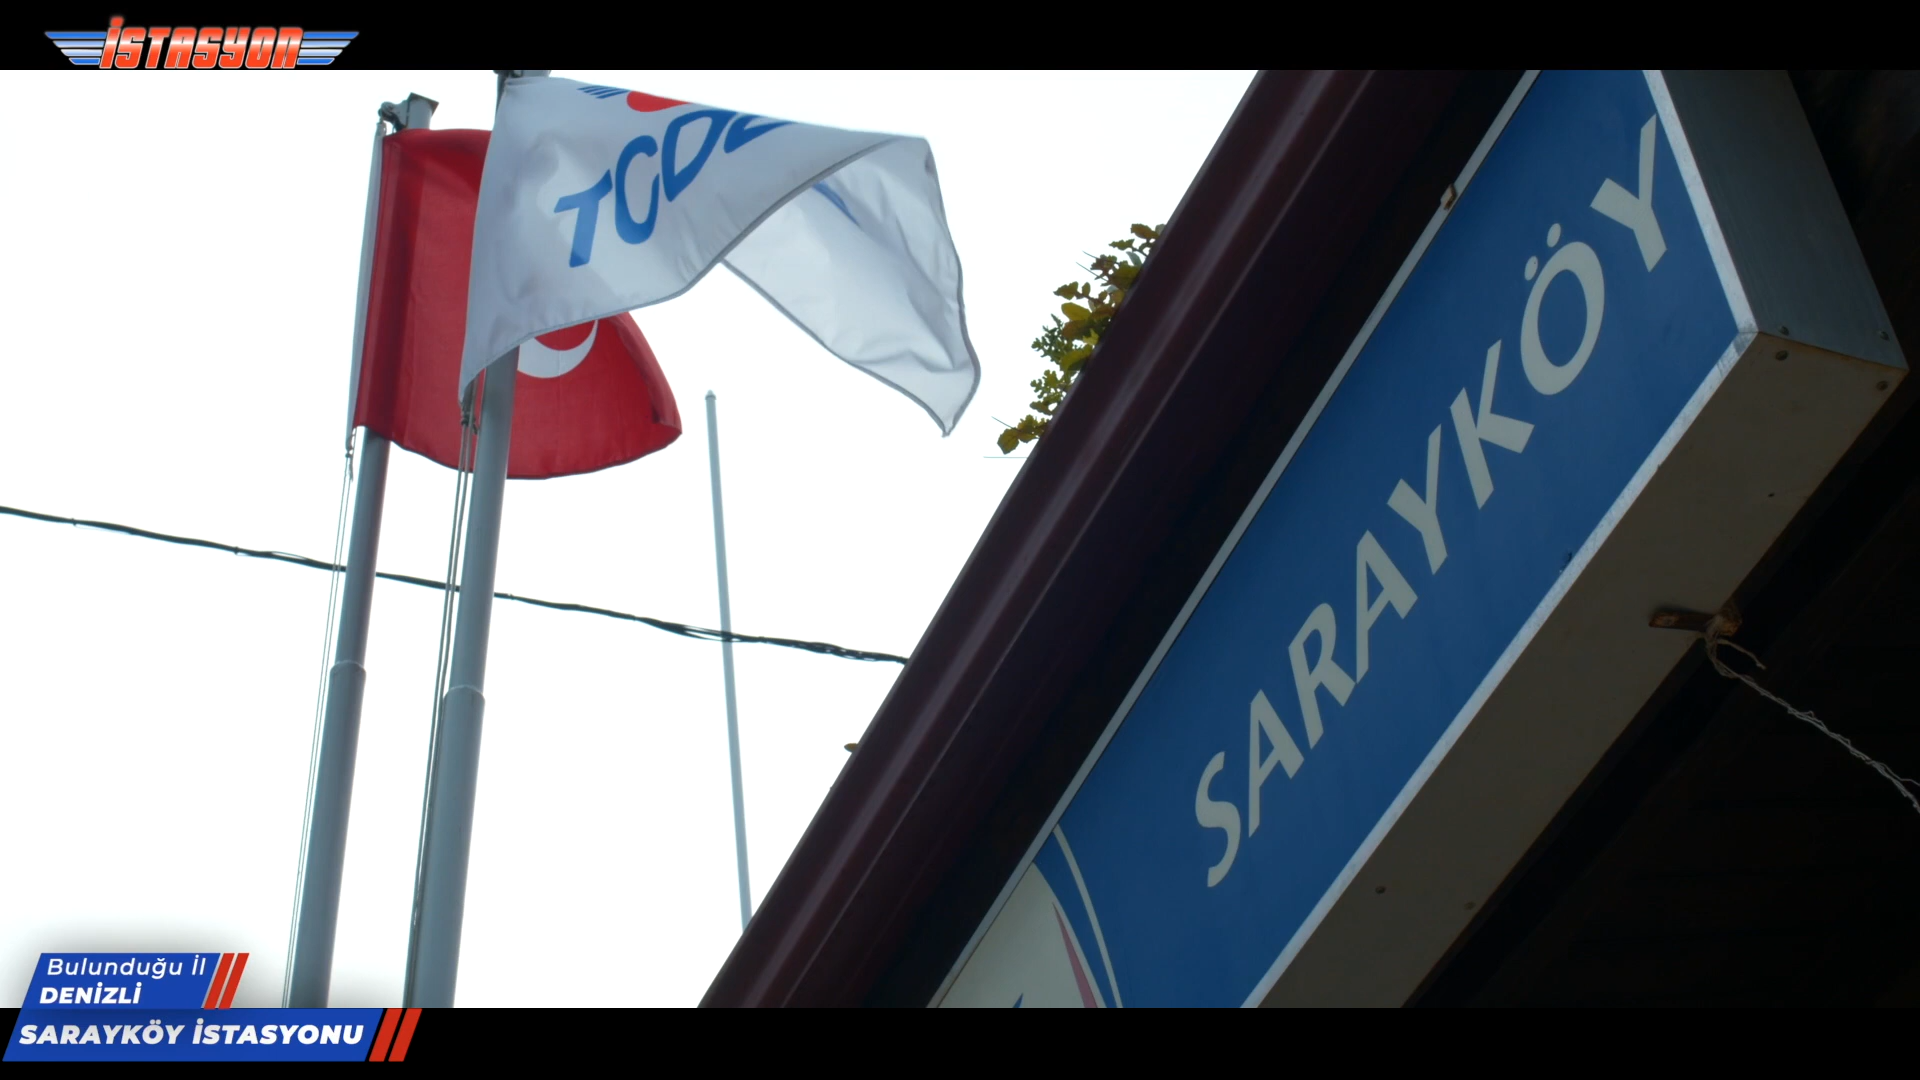 İSTASYON
TCDD
SARAYKÖY
Bulunduğu İl
DENİZLİ
SARAYKÖY İSTASYONU